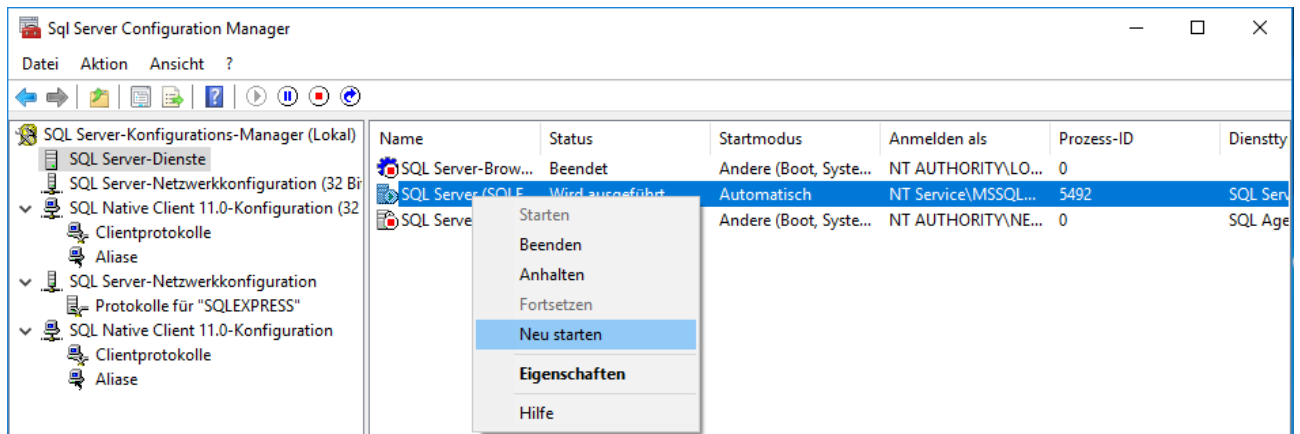 Sql Server Configuration Manager
Datei Aktion Ansicht ?
SQL Server-Konfigurations-Manager (Lokal)
SQL Server-Dienste
SQL Server-Netzwerkkonfiguration (32 Bi
SQL Native Client 11.0-Konfiguration (32
Clientprotokolle
Aliase
SQL Server-Netzwerkkonfiguration
Protokolle für "SQLEXPRESS"
SQL Native Client 11.0-Konfiguration
Clientprotokolle
Aliase
Name Status Startmodus Anmelden als Prozess-ID Dienstty
SQL Server-Brow... Beendet Andere (Boot, Syste... NT AUTHORITY\LO... 0
SQL Server (SQLE Wird ausgeführt Automatisch NT Service\MSSQL... 5492 SQL Serv
SQL Serve Andere (Boot, Syste... NT AUTHORITY\NE... 0 SQL Age
Starten
Beenden
Anhalten
Fortsetzen
Neu starten
Eigenschaften
Hilfe